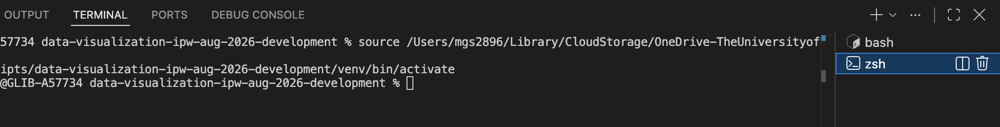 OUTPUT TERMINAL PORTS DEBUG CONSOLE
57734 data-visualization-ipw-aug-2026-development % source /Users/mgs2896/Library/CloudStorage/OneDrive-TheUniversityof
ipts/data-visualization-ipw-aug-2026-development/venv/bin/activate
@GLIB-A57734 data-visualization-ipw-aug-2026-development %
bash
zsh